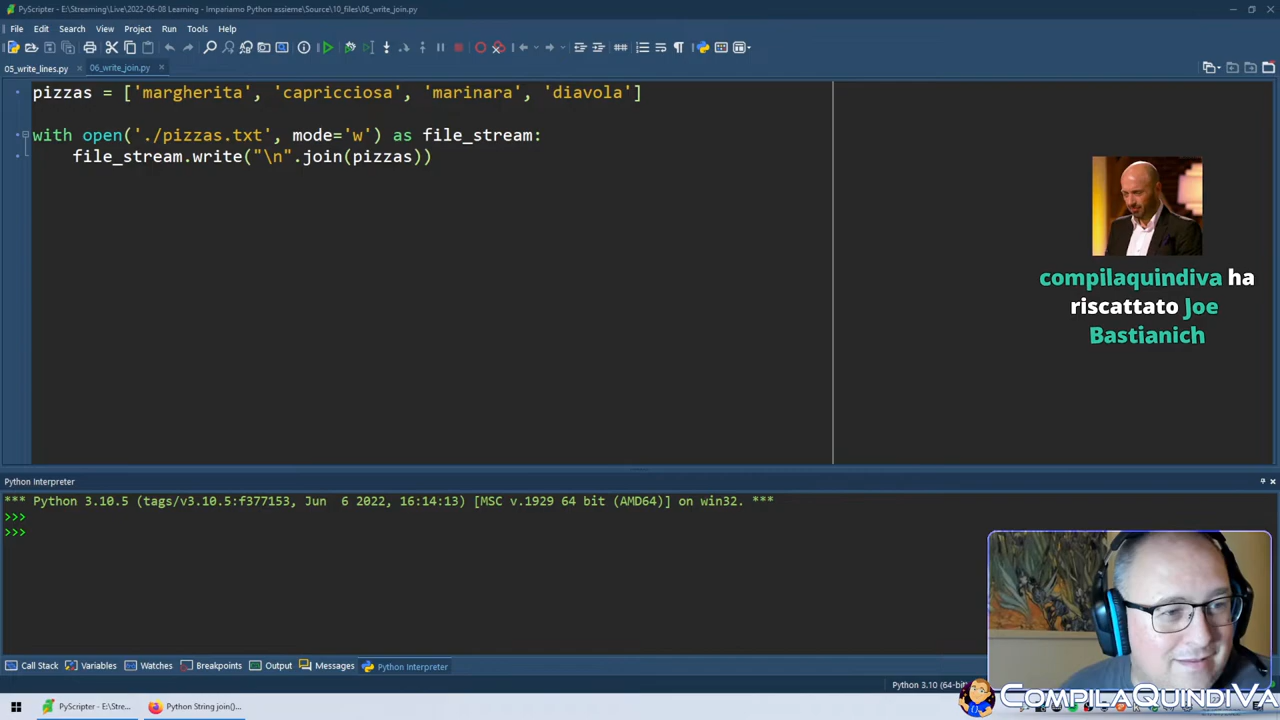 PyScripter - E:\Streaming\Live\2022-06-08 Learning - Impariamo Python assieme\Source\10_files\06_write_join.py
File Edit Search View Project Run Tools Help
05_write_lines.py × 06_write_join.py ×
pizzas = ['margherita', 'capricciosa', 'marinara', 'diavola']
with open('./pizzas.txt', mode='w') as file_stream:
file_stream.write("\n".join(pizzas))
compilaquindiva ha
riscattato Joe
Bastianich
Python Interpreter
*** Python 3.10.5 (tags/v3.10.5:f377153, Jun 6 2022, 16:14:13) [MSC v.1929 64 bit (AMD64)] on win32. ***
>>>
>>>
Call Stack Variables Watches Breakpoints Output Messages Python Interpreter
Python 3.10 (64-bit
PyScripter - E:\Stre... Python String join()...
COMPILAQUINDIVA